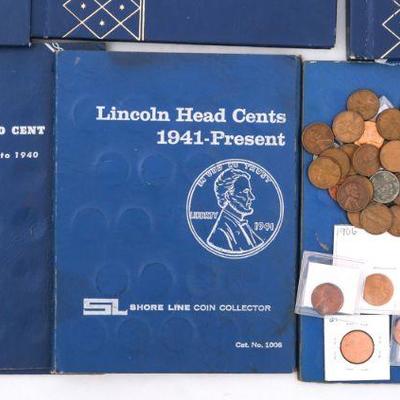 CENT
to 1940
Lincoln Head Cents
1941-Present
IN GOD WE TRUST
LIBERTY
1941
SL SHORE LINE COIN COLLECTOR
Cat. No. 1006
1906